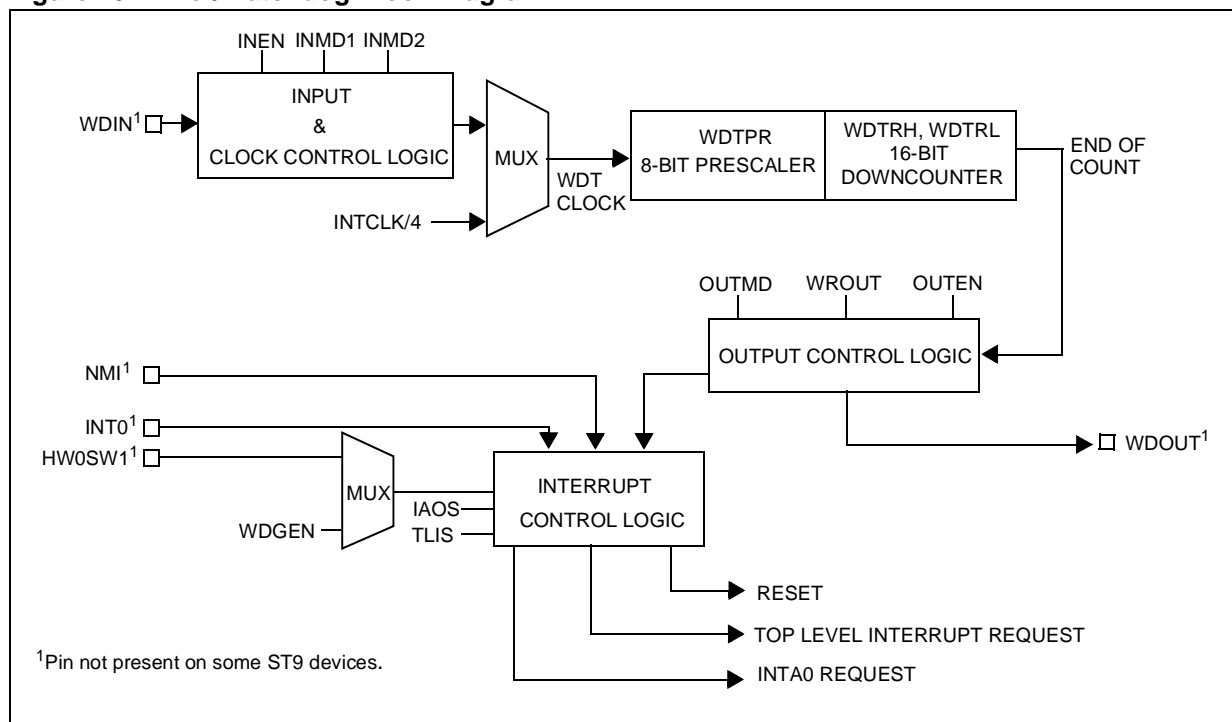 INEN INMD1 INMD2
INPUT
&
CLOCK CONTROL LOGIC
WDIN¹
MUX
WDT
CLOCK
INTCLK/4
WDTPR
8-BIT PRESCALER
WDTRH, WDTRL
16-BIT
DOWNCOUNTER
END OF
COUNT
OUTMD WROUT OUTEN
OUTPUT CONTROL LOGIC
NMI¹
INT0¹
HW0SW1¹
WDOUT¹
MUX
WDGEN
IAOS
TLIS
INTERRUPT
CONTROL LOGIC
RESET
TOP LEVEL INTERRUPT REQUEST
INTA0 REQUEST
¹Pin not present on some ST9 devices.